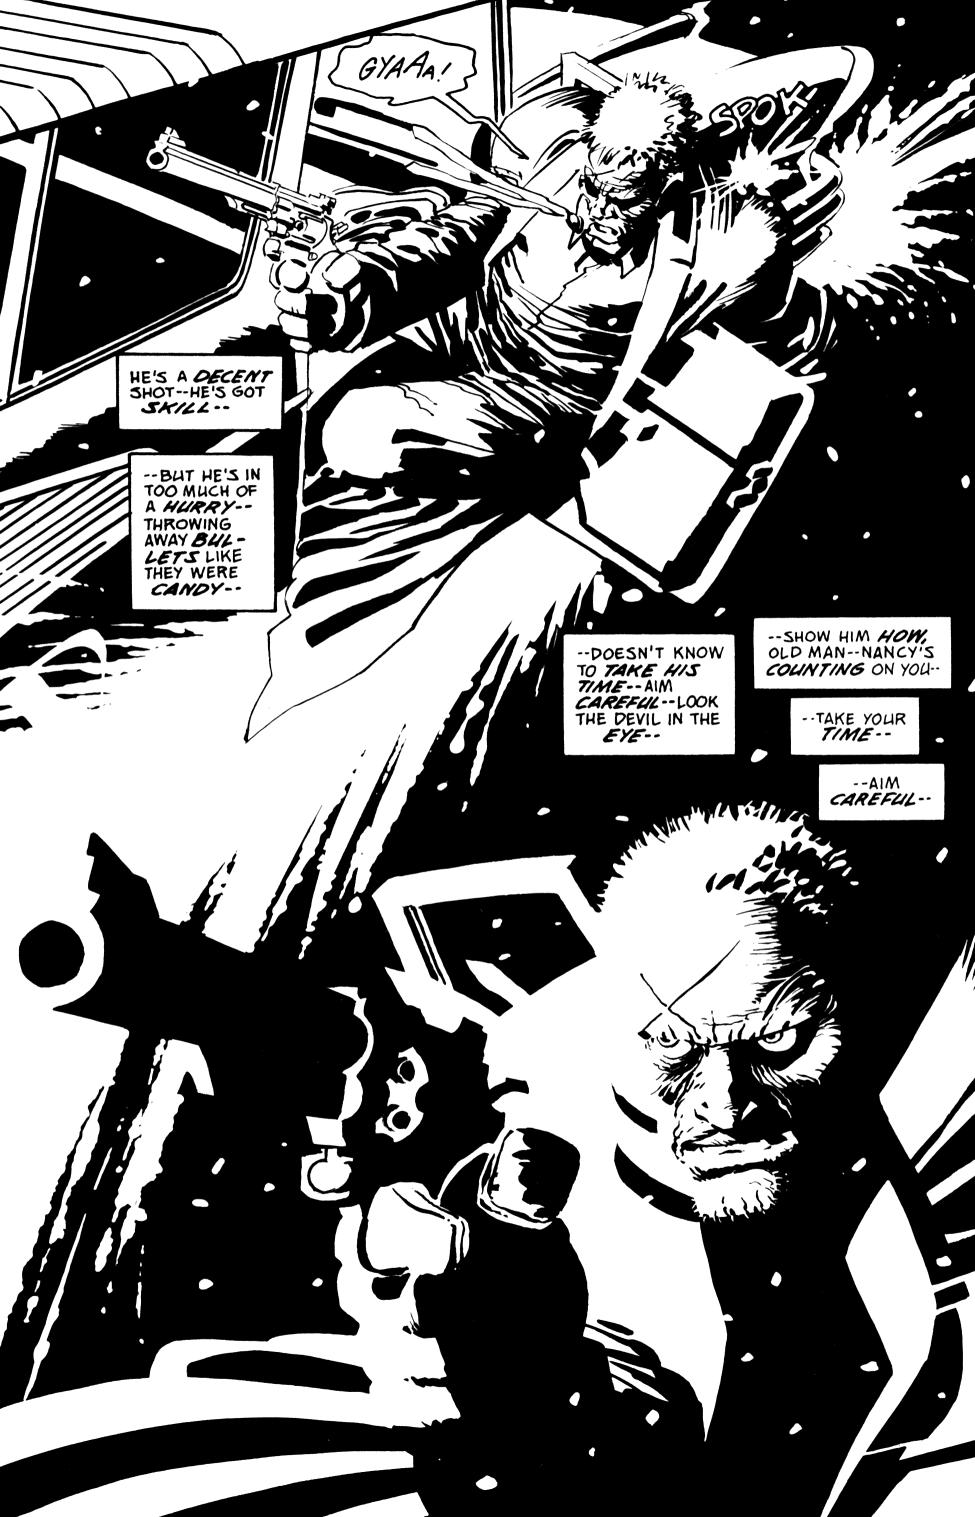 GYAAA!
SPOK
HE'S A DECENT
SHOT--HE'S GOT
SKILL--
--BUT HE'S IN
TOO MUCH OF
A HURRY--
THROWING
AWAY BUL-
LETS LIKE
THEY WERE
CANDY--
--DOESN'T KNOW
TO TAKE HIS
TIME--AIM
CAREFUL--LOOK
THE DEVIL IN THE
EYE--
--SHOW HIM HOW,
OLD MAN--NANCY'S
COUNTING ON YOU--
--TAKE YOUR
TIME--
--AIM
CAREFUL--